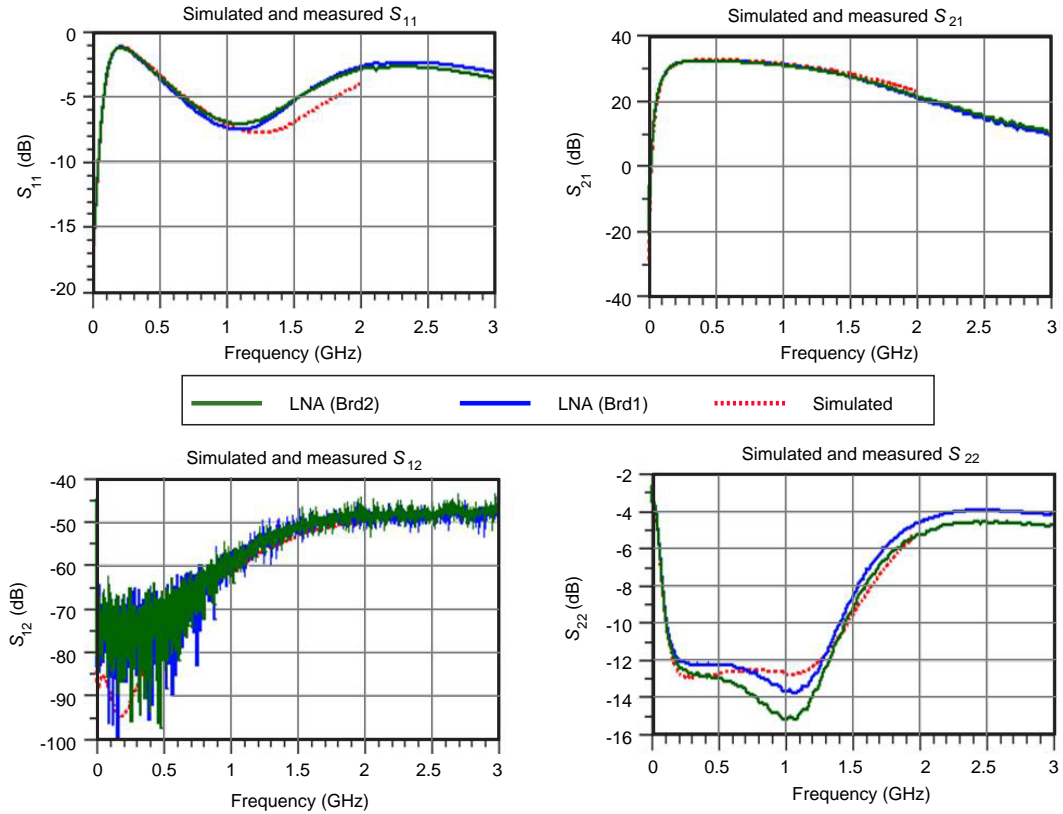 Simulated and measured S11
Simulated and measured S21
0
-5
-10
-15
-20
S11 (dB)
0 0.5 1 1.5 2 2.5 3
Frequency (GHz)
40
20
0
-20
-40
S21 (dB)
0 0.5 1 1.5 2 2.5 3
Frequency (GHz)
LNA (Brd2) LNA (Brd1) Simulated
Simulated and measured S12
Simulated and measured S22
-40
-50
-60
-70
-80
-90
-100
S12 (dB)
0 0.5 1 1.5 2 2.5 3
Frequency (GHz)
-2
-4
-6
-8
-10
-12
-14
-16
S22 (dB)
0 0.5 1 1.5 2 2.5 3
Frequency (GHz)